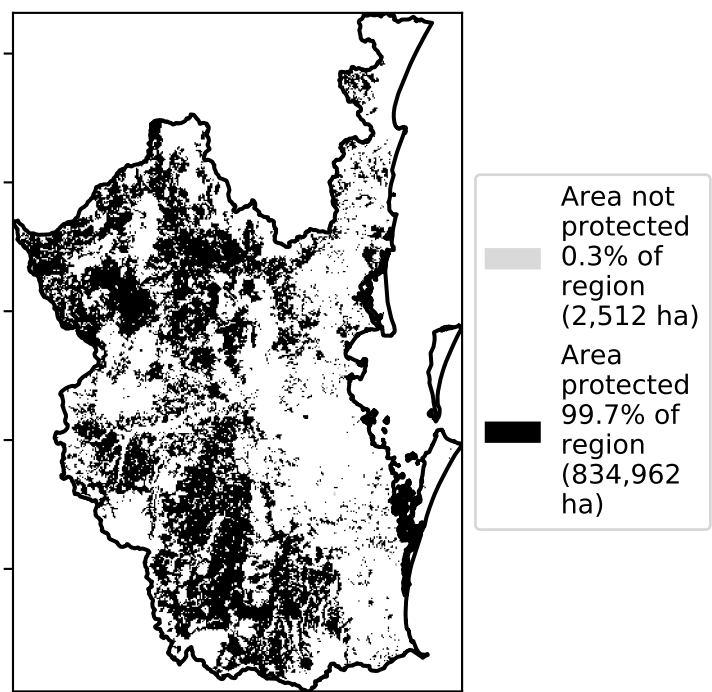 Area not
protected
0.3% of
region
(2,512 ha)
Area
protected
99.7% of
region
(834,962
ha)